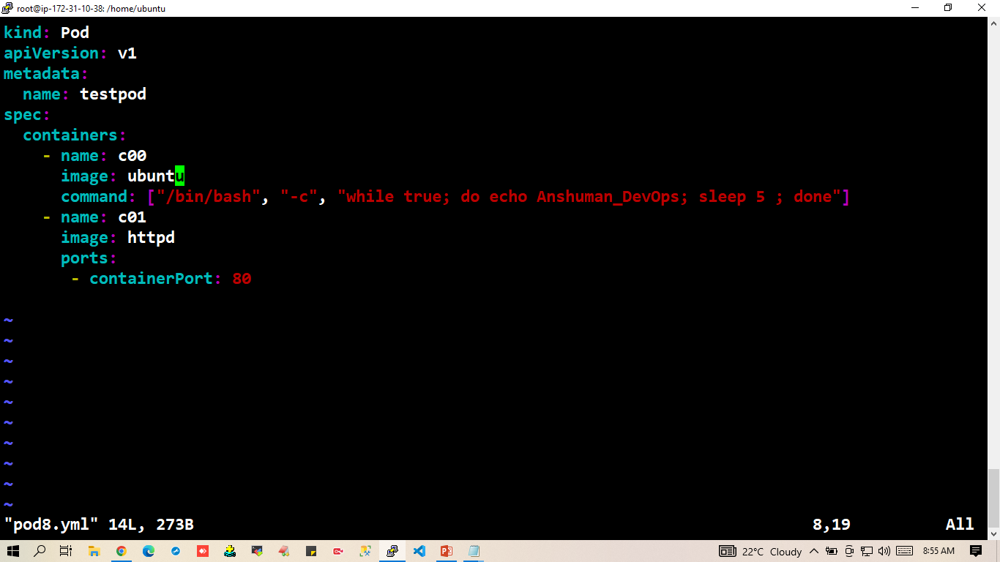 root@ip-172-31-10-38: /home/ubuntu
kind: Pod
apiVersion: v1
metadata:
  name: testpod
spec:
  containers:
    - name: c00
      image: ubuntu
      command: ["/bin/bash", "-c", "while true; do echo Anshuman_DevOps; sleep 5 ; done"]
    - name: c01
      image: httpd
      ports:
       - containerPort: 80
~
~
~
~
~
~
~
~
~
~
"pod8.yml" 14L, 273B 8,19 All
22°C Cloudy 8:55 AM